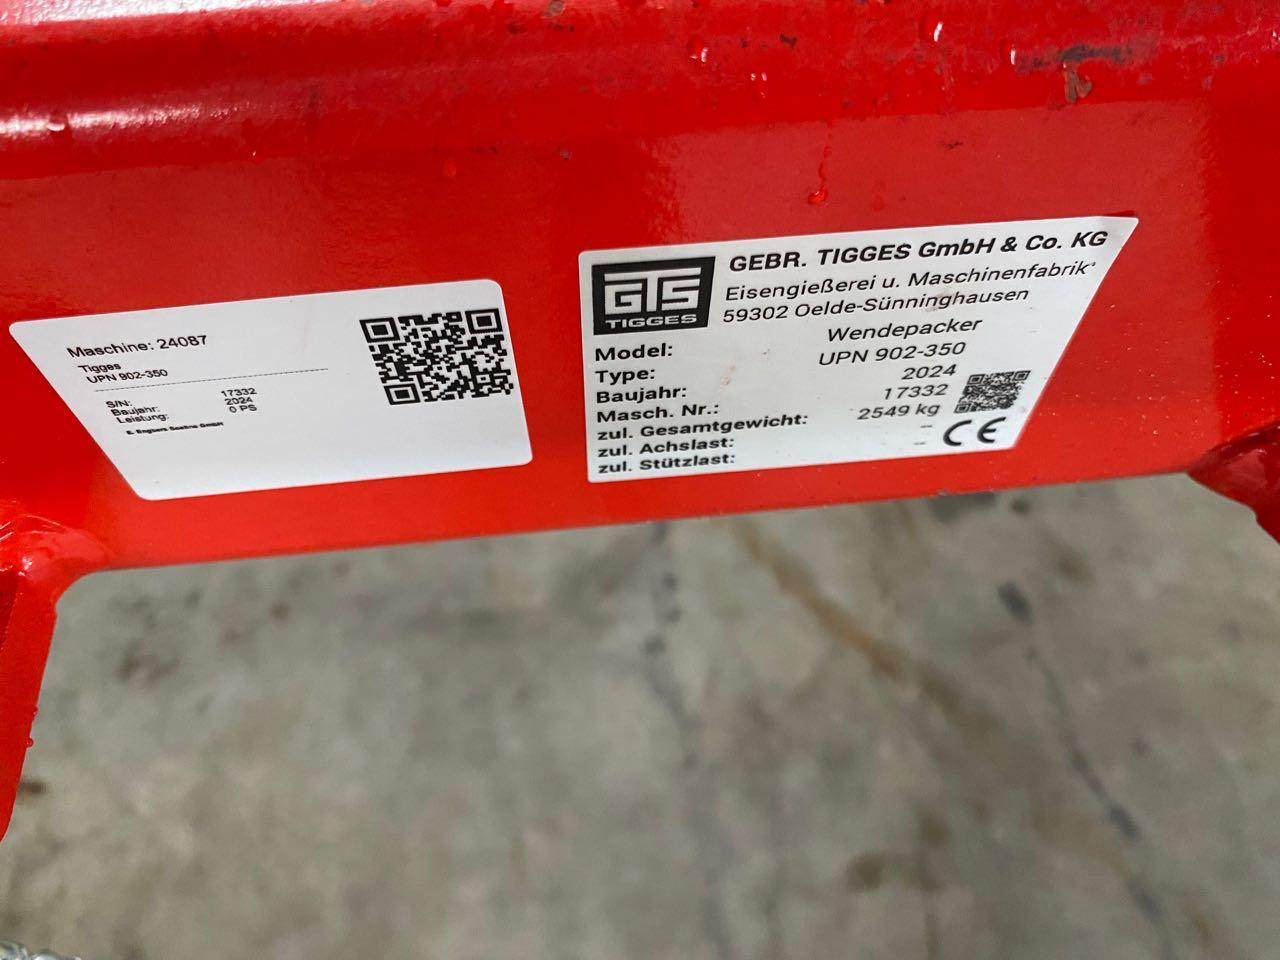 Maschine: 24087
Tigges
UPN 902-350
S/N: 17332
Baujahr: 2024
Leistung: 0 PS
GTS
TIGGES
GEBR. TIGGES GmbH & Co. KG
Eisengießerei u. Maschinenfabrik
59302 Oelde-Sünninghausen
Model: Wendepacker
Type: UPN 902-350
Baujahr: 2024
Masch. Nr.: 17332
zul. Gesamtgewicht: 2549 kg
zul. Achslast: --
zul. Stützlast: --
CE